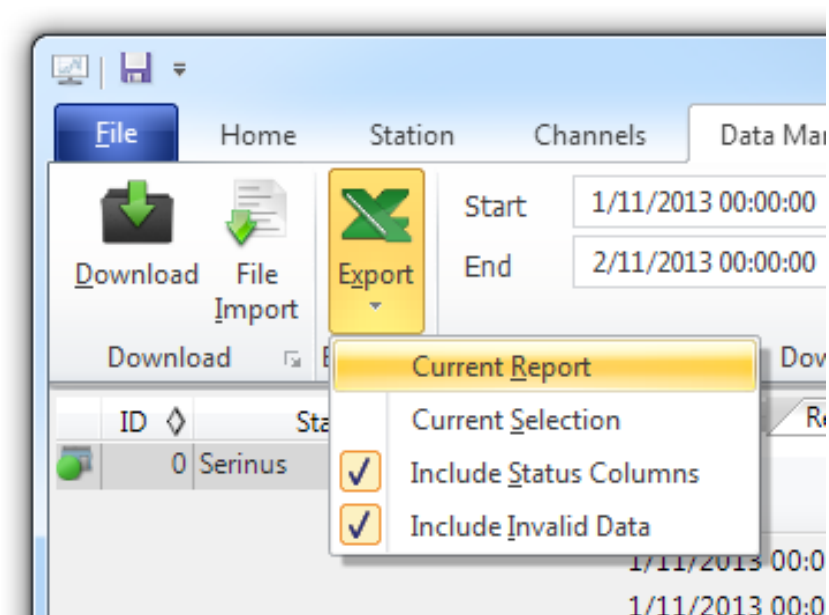 File Home Station Channels Data Mar
Start 1/11/2013 00:00:00
End 2/11/2013 00:00:00
Download File Import Export
Download
Current Report
Current Selection
Include Status Columns
Include Invalid Data
ID Sta
0 Serinus
1/11/2013 00:0
1/11/2013 00:0